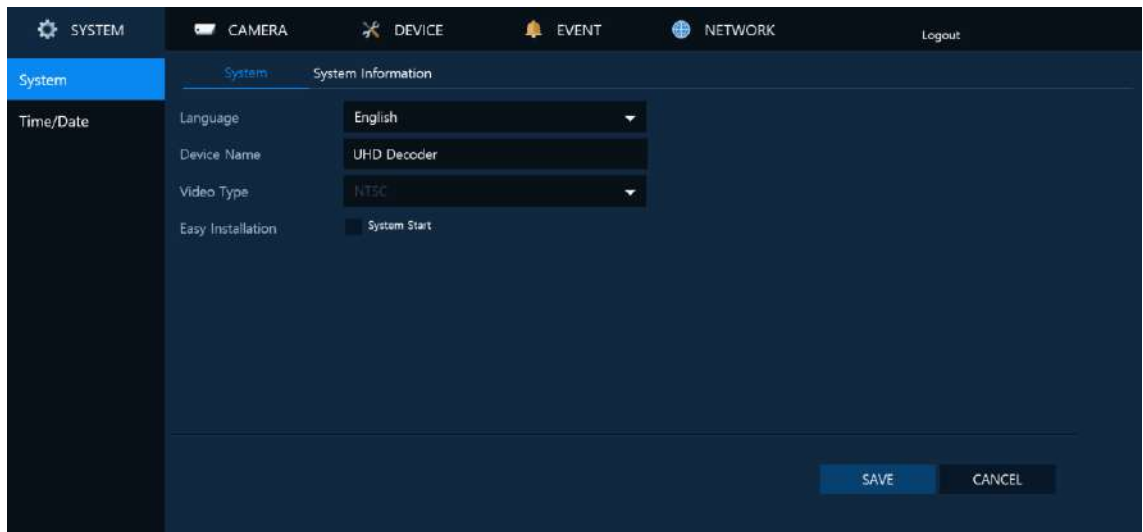 SYSTEM CAMERA DEVICE EVENT NETWORK Logout
System
Time/Date
System System Information
Language English
Device Name UHD Decoder
Video Type NTSC
Easy Installation System Start
SAVE CANCEL